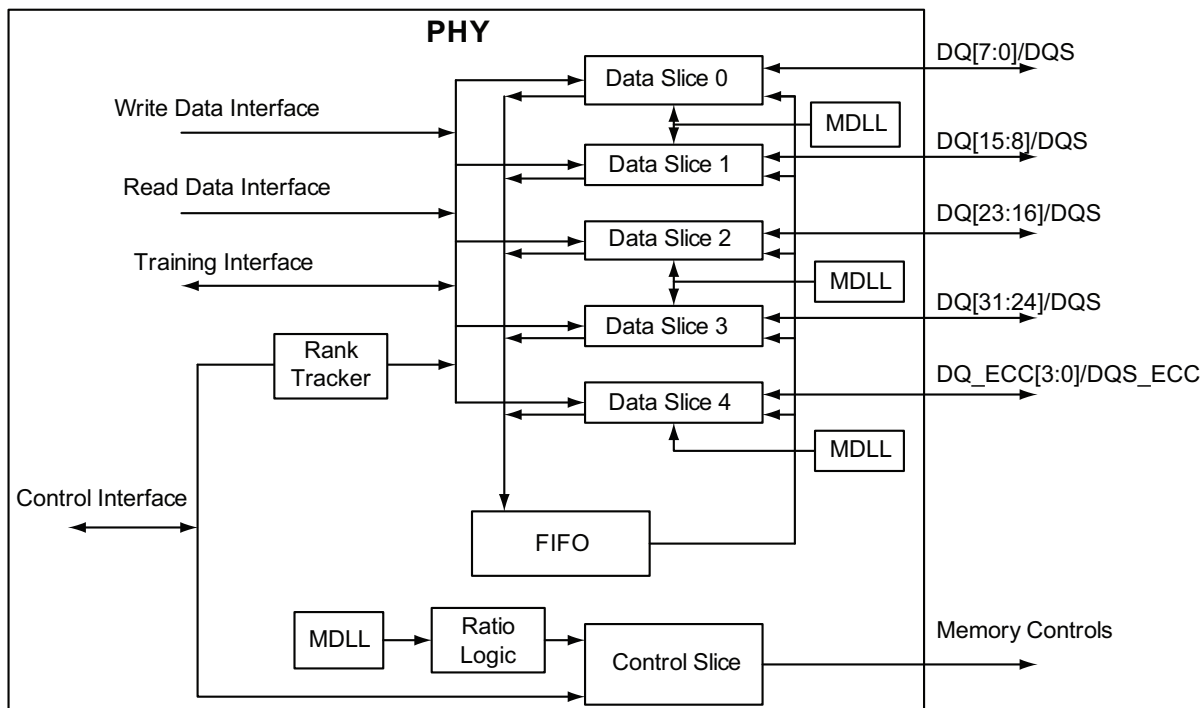 PHY
DQ[7:0]/DQS
Data Slice 0
Write Data Interface
MDLL
DQ[15:8]/DQS
Data Slice 1
Read Data Interface
DQ[23:16]/DQS
Data Slice 2
Training Interface
MDLL
DQ[31:24]/DQS
Data Slice 3
Rank
Tracker
DQ_ECC[3:0]/DQS_ECC
Data Slice 4
MDLL
Control Interface
FIFO
MDLL
Ratio
Logic
Control Slice
Memory Controls